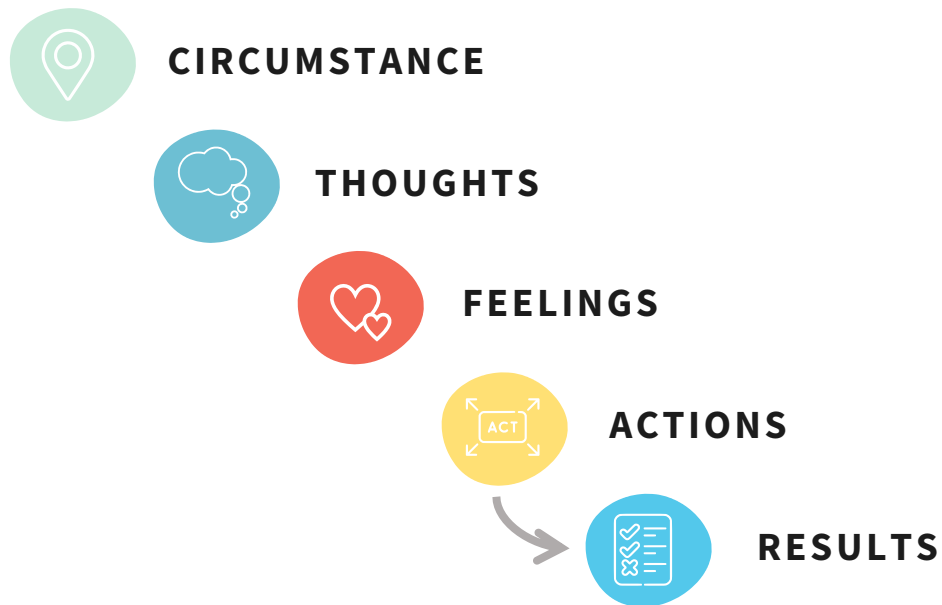 CIRCUMSTANCE
THOUGHTS
FEELINGS
ACT
ACTIONS
RESULTS